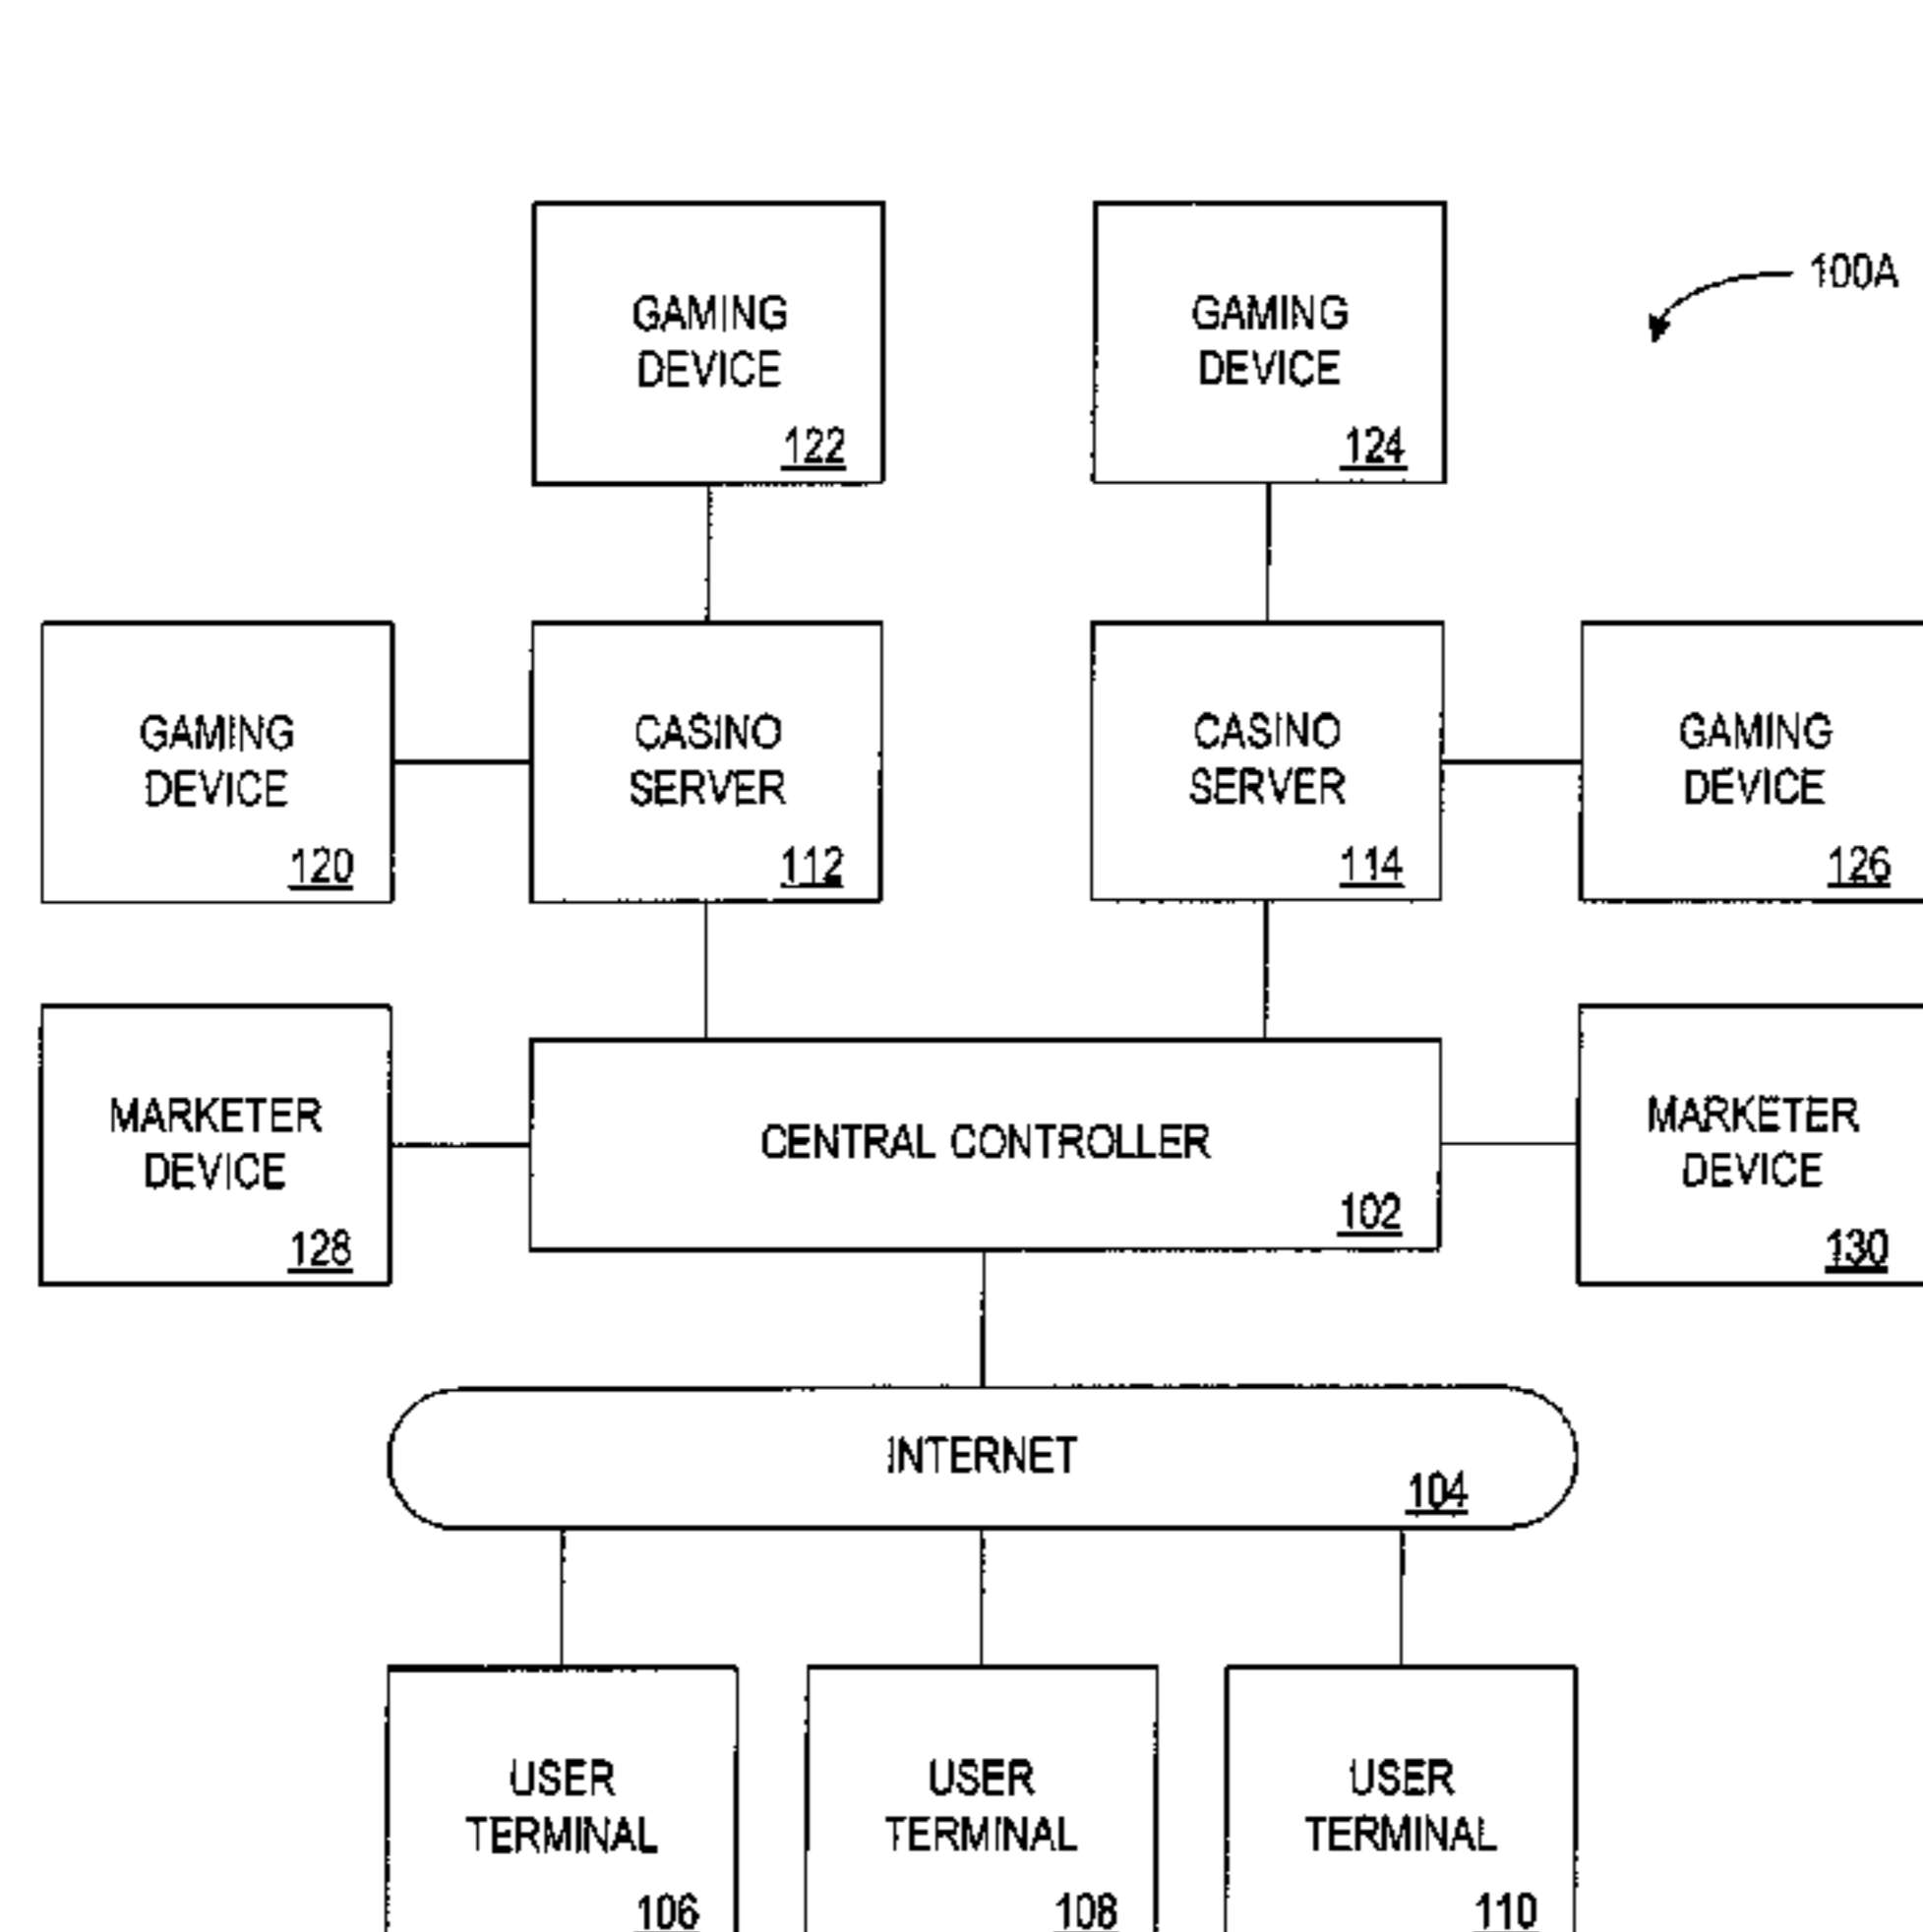 100A
GAMING
DEVICE
122
GAMING
DEVICE
124
GAMING
DEVICE
120
CASINO
SERVER
112
CASINO
SERVER
114
GAMING
DEVICE
126
MARKETER
DEVICE
128
CENTRAL CONTROLLER
102
MARKETER
DEVICE
130
INTERNET
104
USER
TERMINAL
106
USER
TERMINAL
108
USER
TERMINAL
110